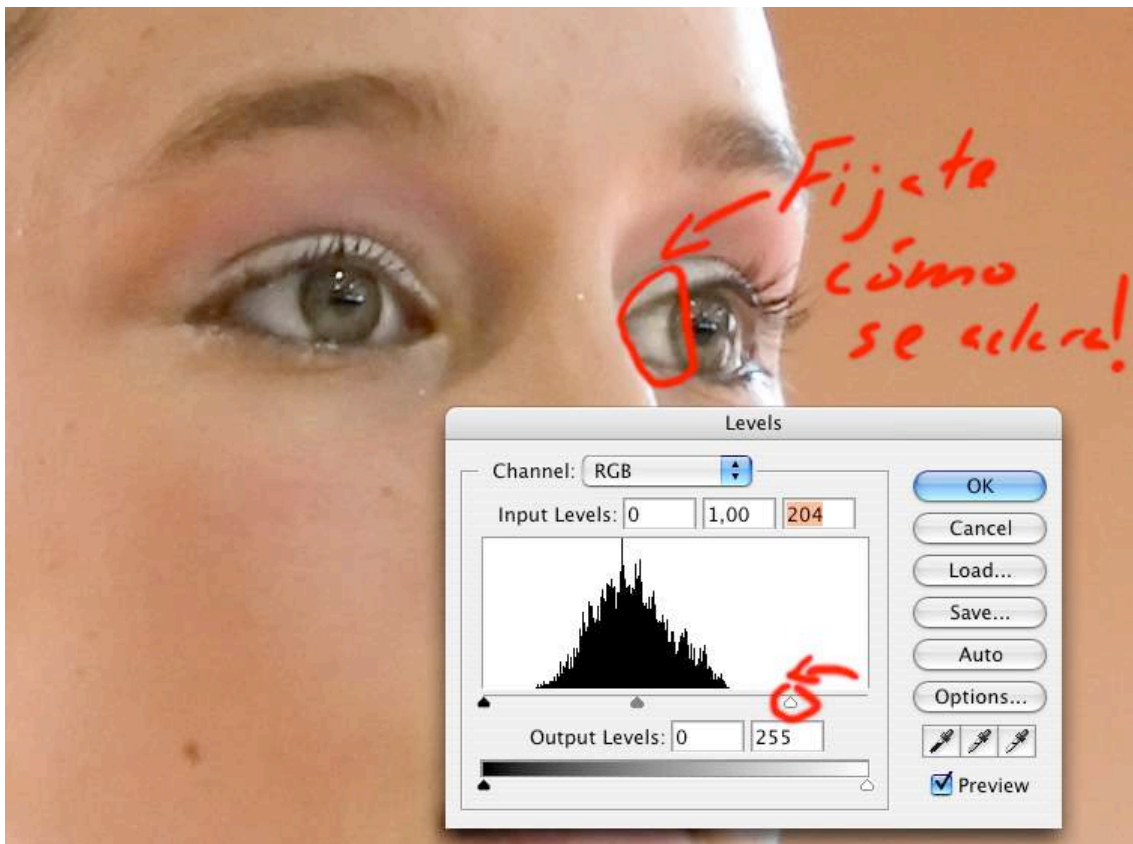 Fíjate
cómo
se aclara!
Levels
Channel: RGB
Input Levels: 0 1,00 204
Output Levels: 0 255
OK
Cancel
Load...
Save...
Auto
Options...
Preview